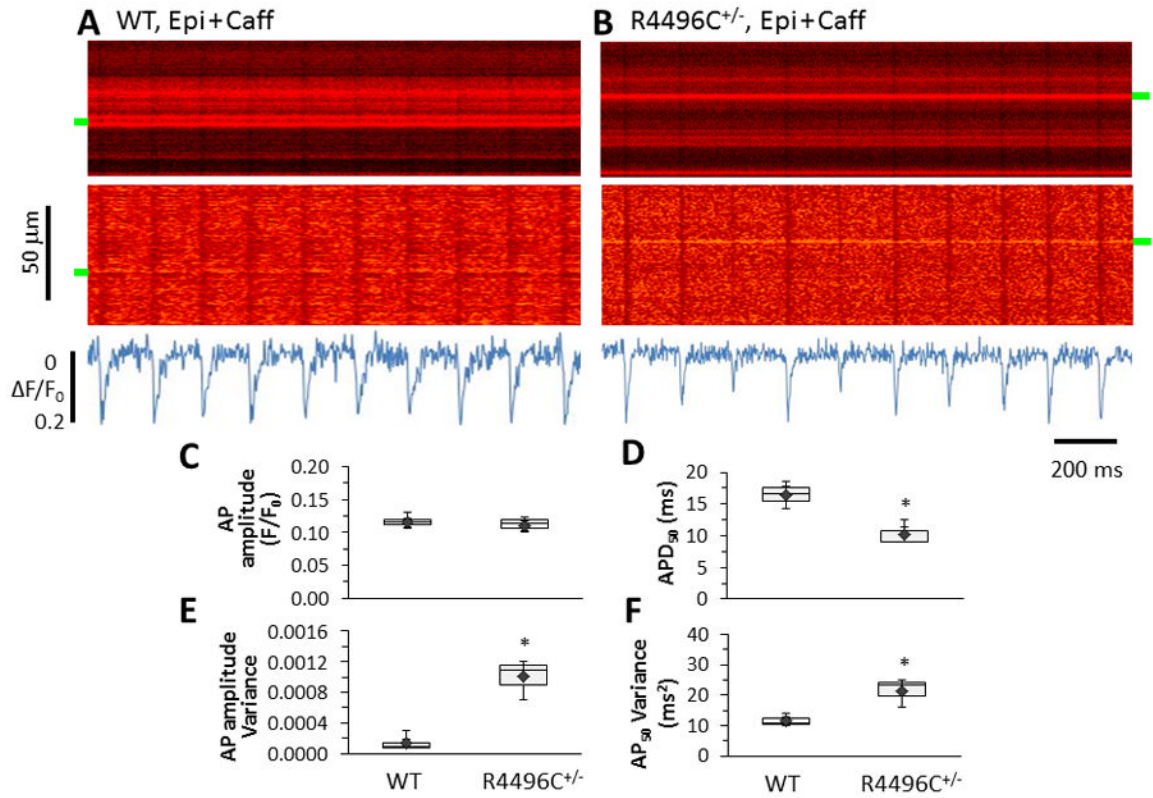 A WT, Epi+Caff
B R4496C+/-, Epi+Caff
50 μm
0
ΔF/F0
0.2
200 ms
C
AP
amplitude
(F/F0)
0.20
0.15
0.10
0.05
0.00
D
APD50 (ms)
20
15
10
5
0
*
E
AP amplitude
Variance
0.0016
0.0012
0.0008
0.0004
0.0000
*
WT
R4496C+/-
F
AP50 Variance
(ms2)
40
30
20
10
0
*
WT
R4496C+/-